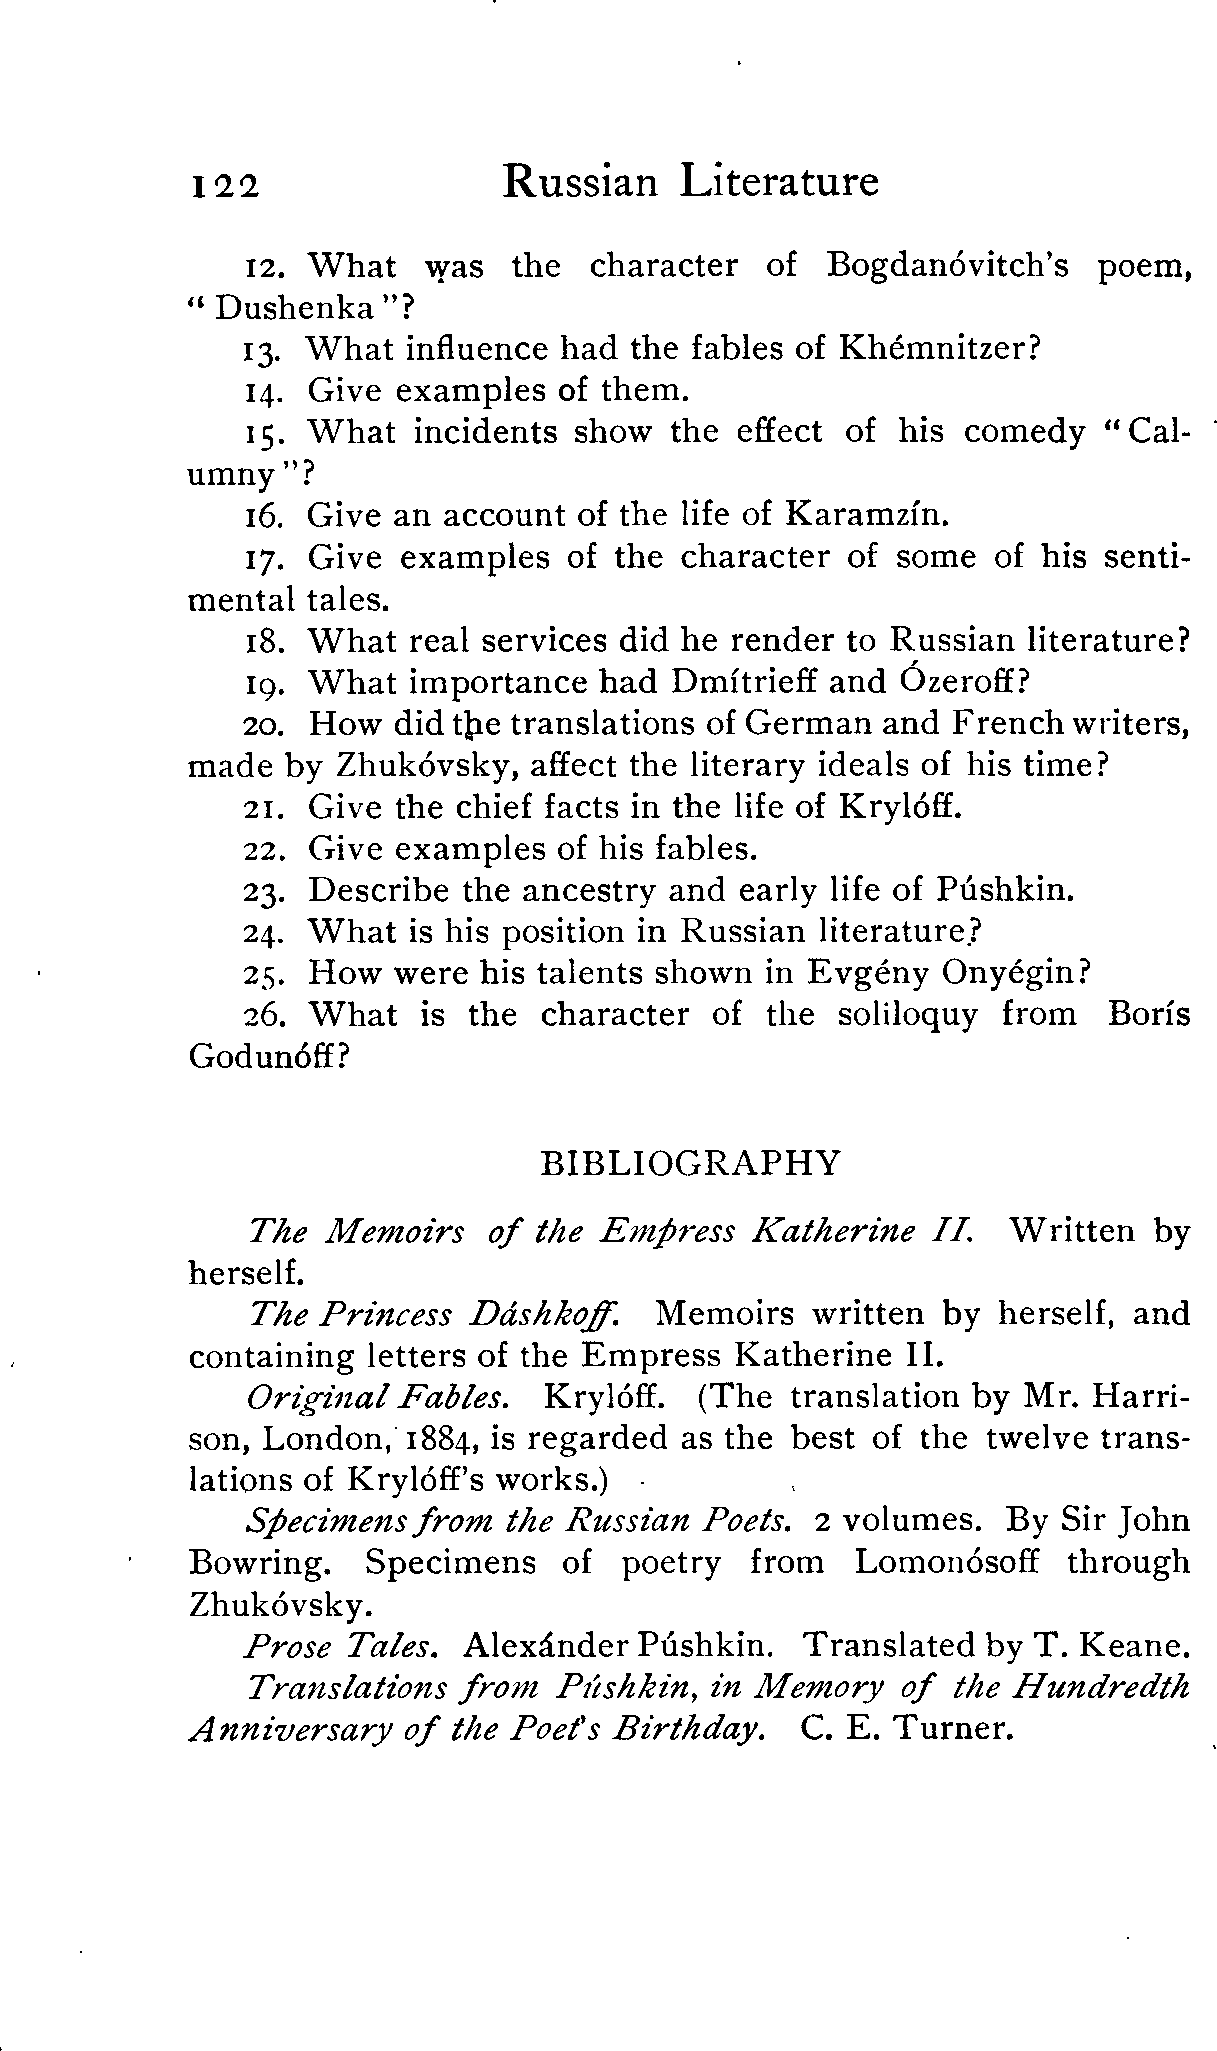 122 Russian Literature
12. What was the character of Bogdanóvitch's poem,
" Dushenka "?
13. What influence had the fables of Khémnitzer?
14. Give examples of them.
15. What incidents show the effect of his comedy "Cal-
umny "?
16. Give an account of the life of Karamzín.
17. Give examples of the character of some of his senti-
mental tales.
18. What real services did he render to Russian literature?
19. What importance had Dmítrieff and Ózeroff?
20. How did the translations of German and French writers,
made by Zhukóvsky, affect the literary ideals of his time?
21. Give the chief facts in the life of Krylóff.
22. Give examples of his fables.
23. Describe the ancestry and early life of Púshkin.
24. What is his position in Russian literature?
25. How were his talents shown in Evgény Onyégin?
26. What is the character of the soliloquy from Borís
Godunóff?
BIBLIOGRAPHY
The Memoirs of the Empress Katherine II. Written by
herself.
The Princess Dáshkoff. Memoirs written by herself, and
containing letters of the Empress Katherine II.
Original Fables. Krylóff. (The translation by Mr. Harri-
son, London, 1884, is regarded as the best of the twelve trans-
lations of Krylóff's works.)
Specimens from the Russian Poets. 2 volumes. By Sir John
Bowring. Specimens of poetry from Lomonósoff through
Zhukóvsky.
Prose Tales. Alexánder Púshkin. Translated by T. Keane.
Translations from Púshkin, in Memory of the Hundredth
Anniversary of the Poet's Birthday. C. E. Turner.